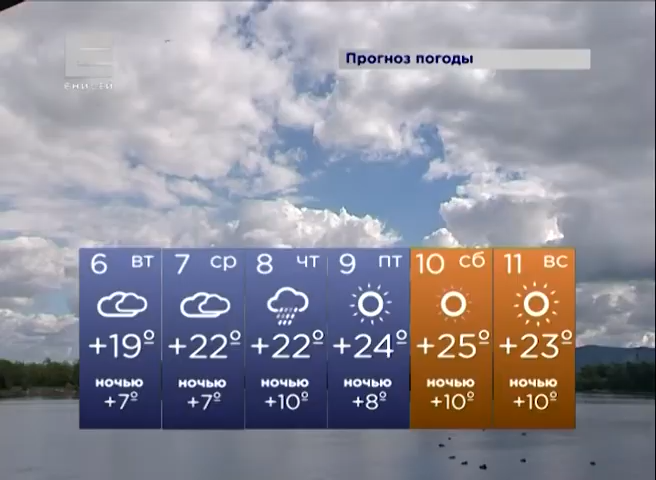 ЕНИСЕЙ
Прогноз погоды
6 вт
+19°
ночью
+7°
7 ср
+22°
ночью
+7°
8 чт
+22°
ночью
+10°
9 пт
+24°
ночью
+8°
10 сб
+25°
ночью
+10°
11 вс
+23°
ночью
+10°